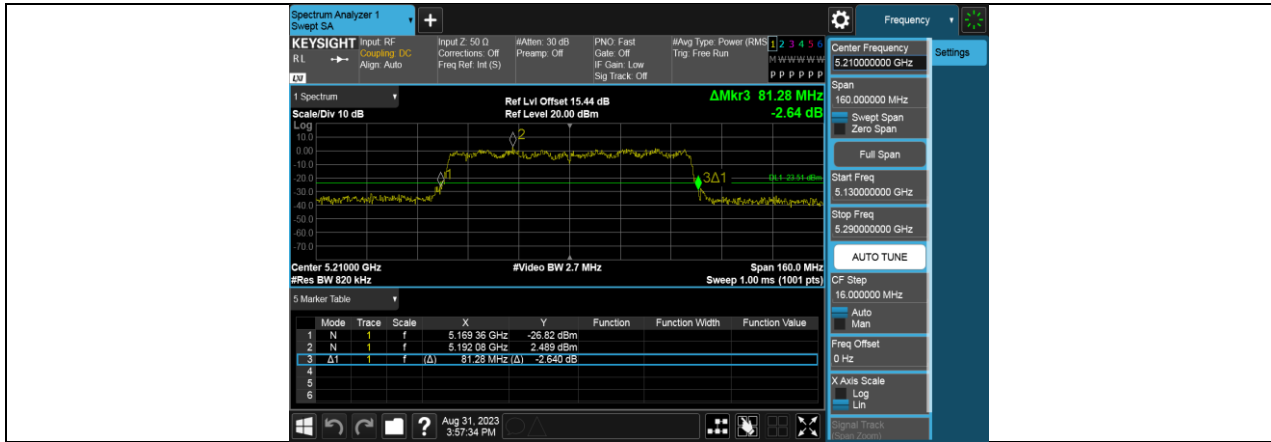 Spectrum Analyzer 1
Swept SA
+
Frequency
KEYSIGHT
RL
LXI
Input: RF
Coupling: DC
Align: Auto
Input Z: 50 Ω
Corrections: Off
Freq Ref: Int (S)
#Atten: 30 dB
Preamp: Off
PNO: Fast
Gate: Off
IF Gain: Low
Sig Track: Off
#Avg Type: Power (RMS
Trig: Free Run
1 2 3 4 5 6
M W W W W W
P P P P P P
1 Spectrum
Scale/Div 10 dB
Ref Lvl Offset 15.44 dB
Ref Level 20.00 dBm
ΔMkr3 81.28 MHz
-2.64 dB
Log
10.0
0.00
-10.0
-20.0
-30.0
-40.0
-50.0
-60.0
-70.0
2
1
3Δ1
DL1 -23.51 dBm
Center 5.21000 GHz
#Video BW 2.7 MHz
Span 160.0 MHz
#Res BW 820 kHz
Sweep 1.00 ms (1001 pts)
5 Marker Table
Mode Trace Scale X Y Function Function Width Function Value
1 N 1 f 5.169 36 GHz -26.82 dBm
2 N 1 f 5.192 08 GHz 2.489 dBm
3 Δ1 1 f (Δ) 81.28 MHz (Δ) -2.640 dB
4
5
6
?
Aug 31, 2023
3:57:34 PM
Center Frequency
5.210000000 GHz
Settings
Span
160.000000 MHz
Swept Span
Zero Span
Full Span
Start Freq
5.130000000 GHz
Stop Freq
5.290000000 GHz
AUTO TUNE
CF Step
16.000000 MHz
Auto
Man
Freq Offset
0 Hz
X Axis Scale
Log
Lin
Signal Track
(Span Zoom)